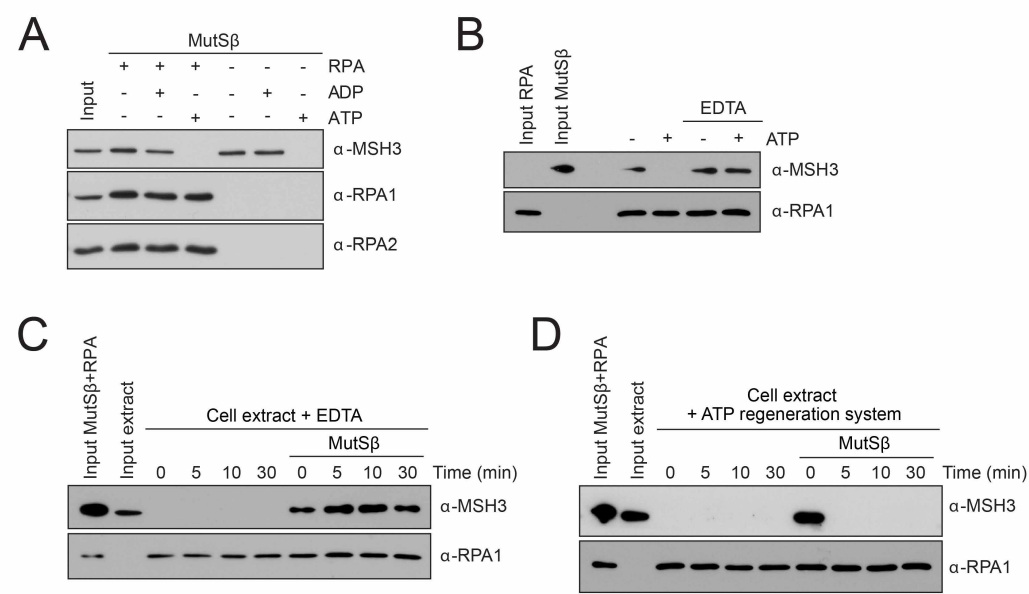 A
MutSβ
+ + + - - - RPA
- + - - + - ADP
- - + - - + ATP
Input
α-MSH3
α-RPA1
α-RPA2
B
Input RPA
Input MutSβ
EDTA
- + - + ATP
α-MSH3
α-RPA1
C
Input MutSβ+RPA
Input extract
Cell extract + EDTA
MutSβ
0 5 10 30 0 5 10 30 Time (min)
α-MSH3
α-RPA1
D
Input MutSβ+RPA
Input extract
Cell extract
+ ATP regeneration system
MutSβ
0 5 10 30 0 5 10 30 Time (min)
α-MSH3
α-RPA1